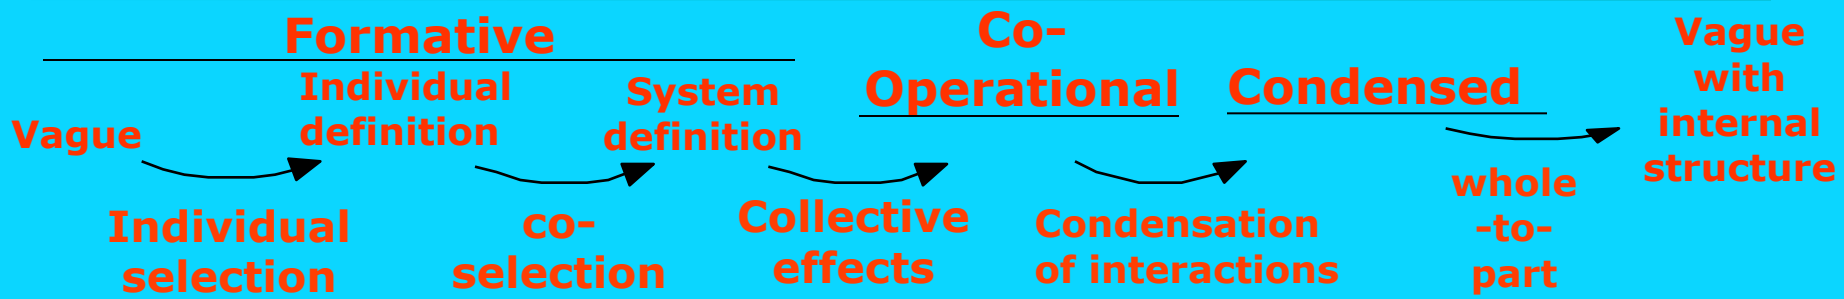 Formative
Vague
Individual
definition
System
definition
Co-
Operational
Condensed
Vague
with
internal
structure
Individual
selection
co-
selection
Collective
effects
Condensation
of interactions
whole
-to-
part